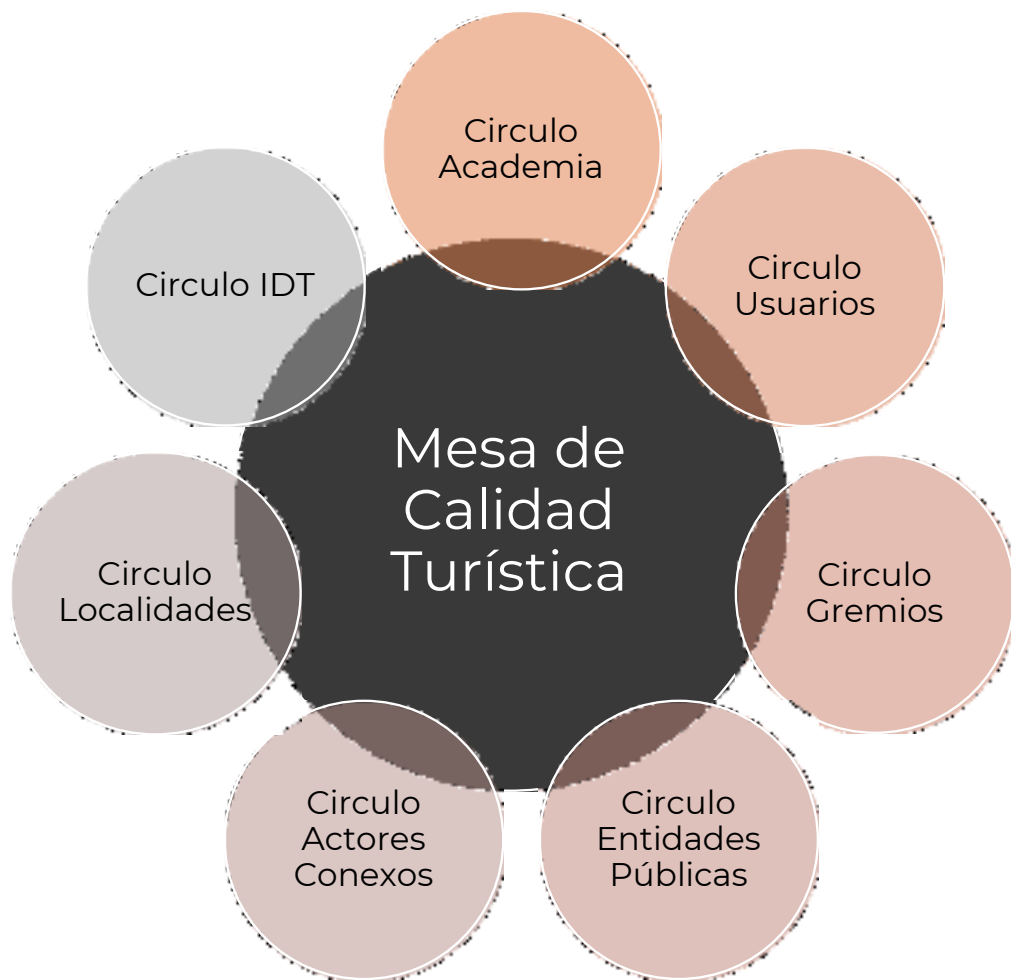 Circulo
Academia
Circulo
Usuarios
Circulo IDT
Mesa de
Calidad
Turística
Circulo
Gremios
Circulo
Localidades
Circulo
Entidades
Públicas
Circulo
Actores
Conexos